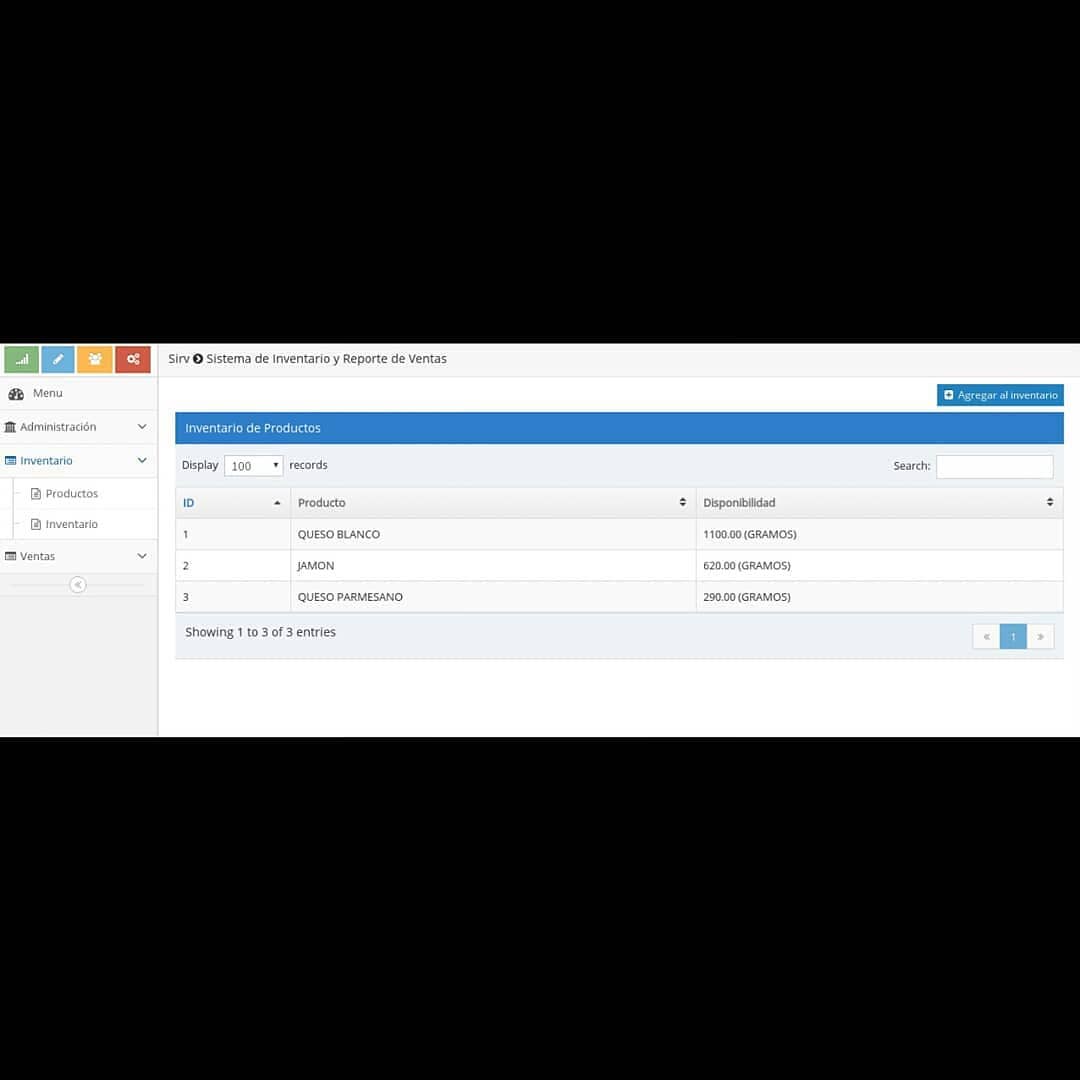 Sirv Sistema de Inventario y Reporte de Ventas
Menu
Administración
Inventario
Productos
Inventario
Ventas
Agregar al inventario
Inventario de Productos
Display 100 records
Search:
ID Producto Disponibilidad
1 QUESO BLANCO 1100.00 (GRAMOS)
2 JAMON 620.00 (GRAMOS)
3 QUESO PARMESANO 290.00 (GRAMOS)
Showing 1 to 3 of 3 entries
« 1 »